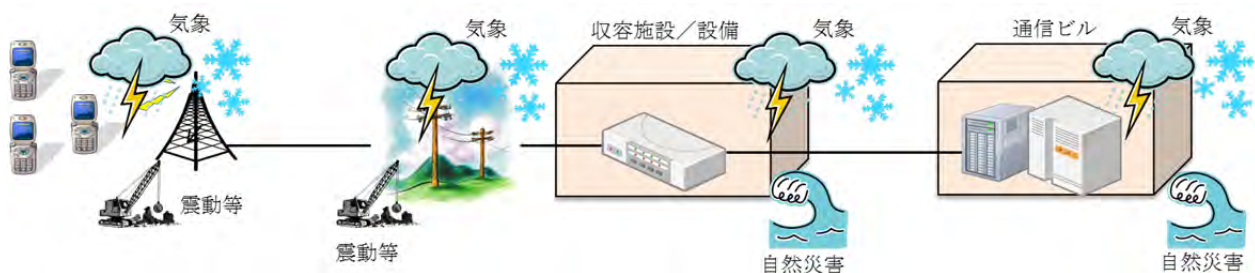 気象
気象
収容施設／設備
気象
通信ビル
気象
震動等
震動等
自然災害
自然災害